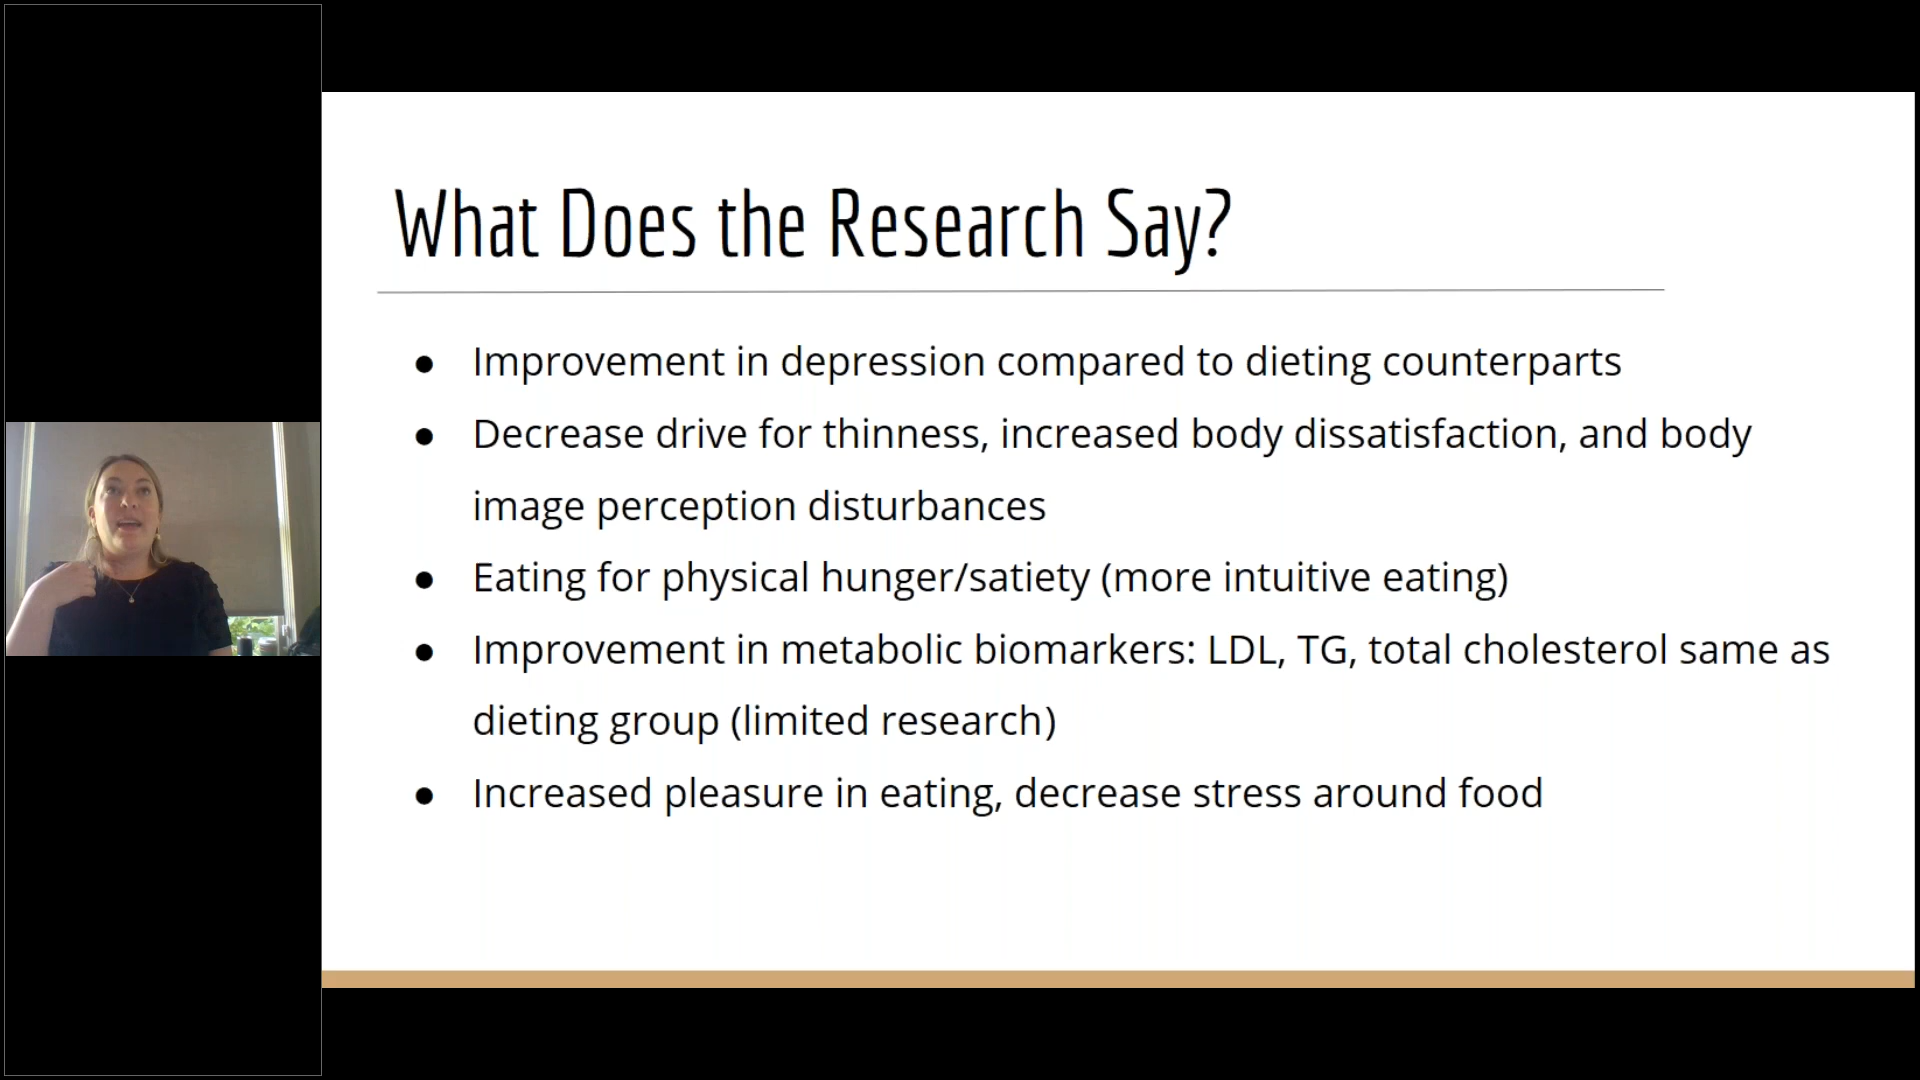 What Does the Research Say?
● Improvement in depression compared to dieting counterparts
● Decrease drive for thinness, increased body dissatisfaction, and body
image perception disturbances
● Eating for physical hunger/satiety (more intuitive eating)
● Improvement in metabolic biomarkers: LDL, TG, total cholesterol same as
dieting group (limited research)
● Increased pleasure in eating, decrease stress around food